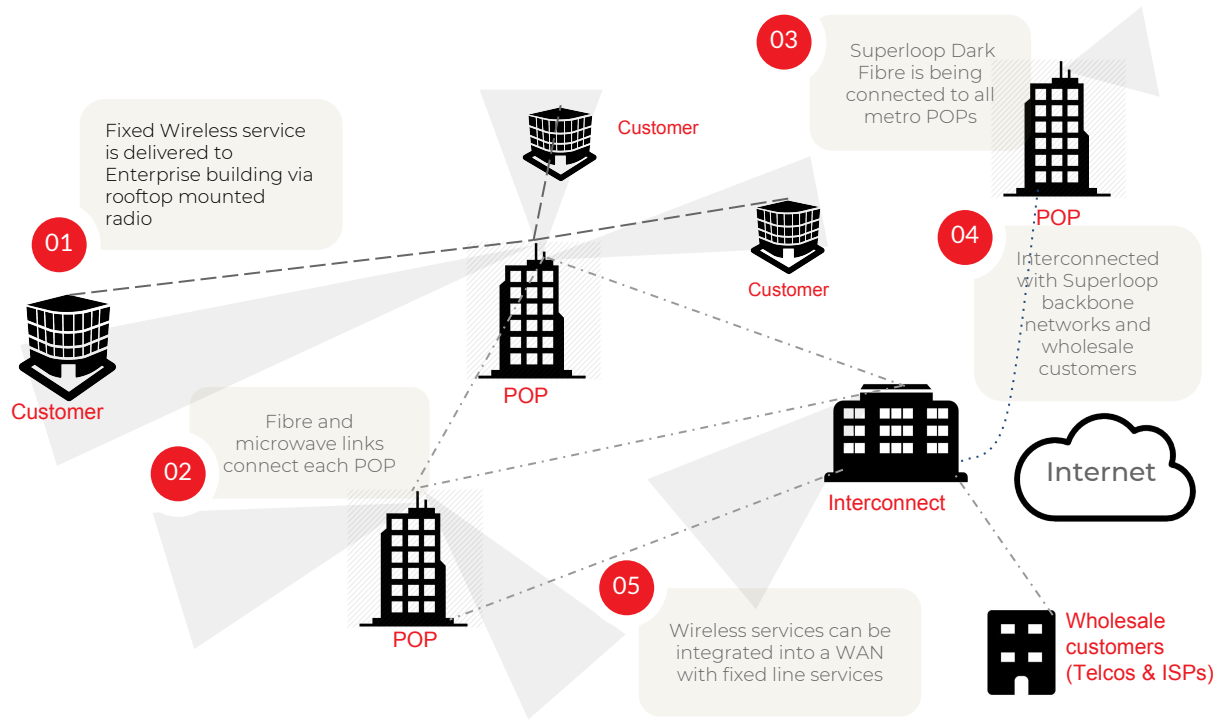 01
Fixed Wireless service
is delivered to
Enterprise building via
rooftop mounted
radio
Customer
Customer
Customer
03
Superloop Dark
Fibre is being
connected to all
metro POPs
POP
04
Interconnected
with Superloop
backbone
networks and
wholesale
customers
POP
02
Fibre and
microwave links
connect each POP
POP
Interconnect
Internet
05
Wireless services can be
integrated into a WAN
with fixed line services
Wholesale
customers
(Telcos & ISPs)